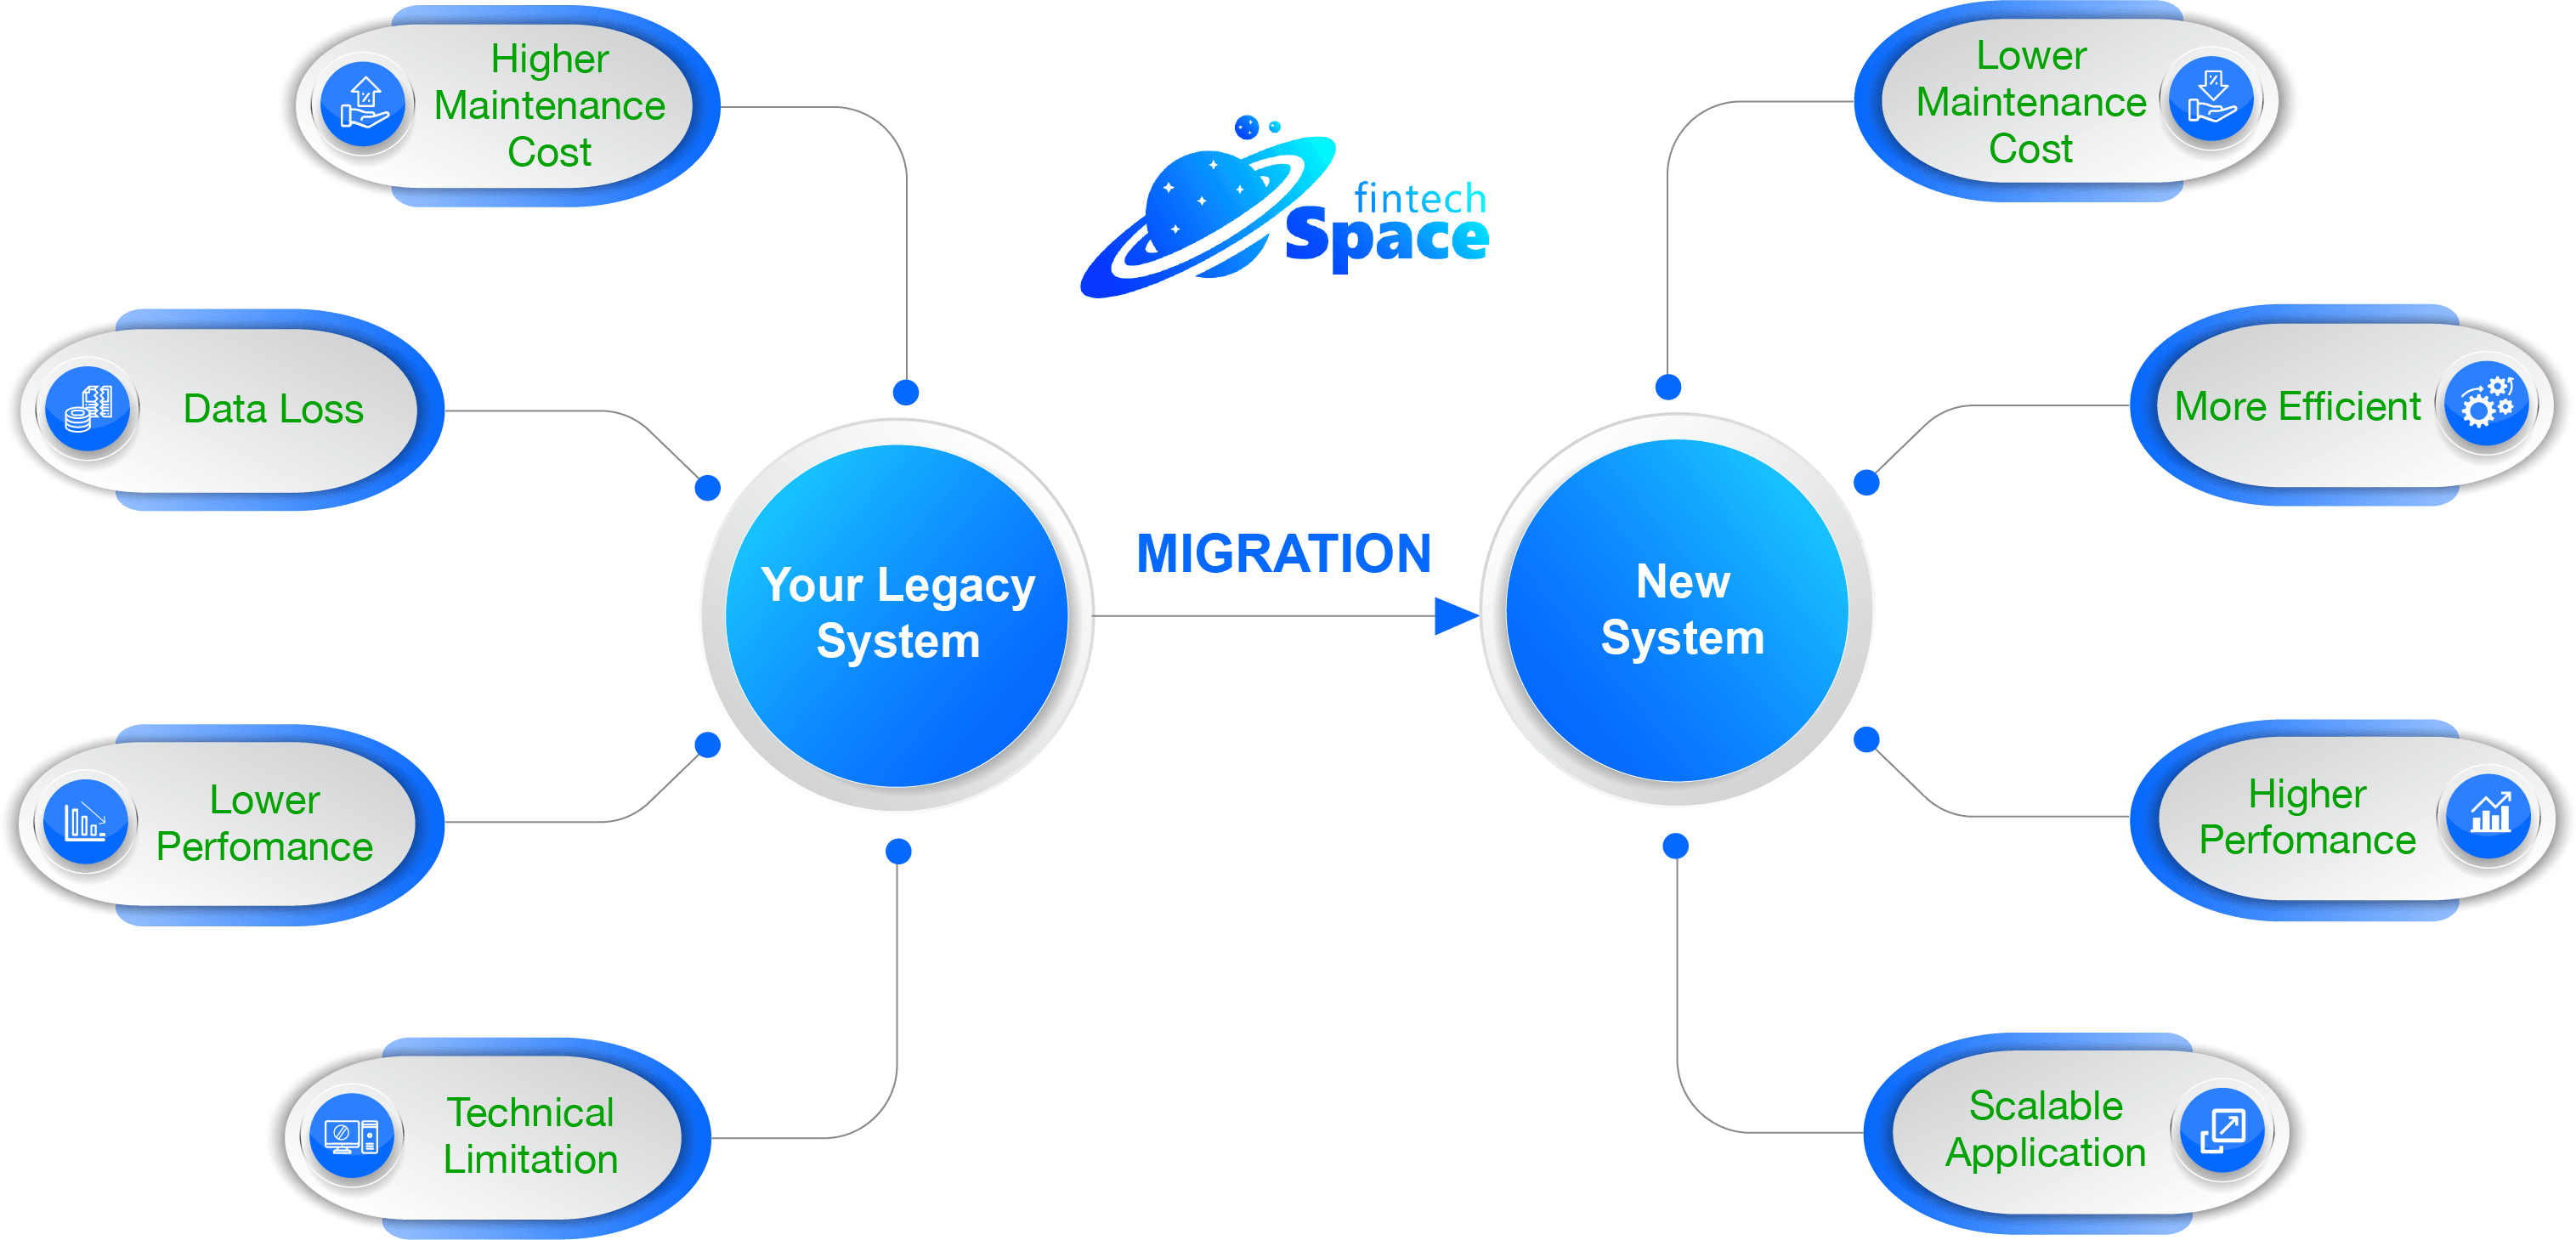 Higher
Maintenance
Cost
Data Loss
Lower
Perfomance
Technical
Limitation
Your Legacy
System
fintech
Space
MIGRATION
New
System
Lower
Maintenance
Cost
More Efficient
Higher
Perfomance
Scalable
Application